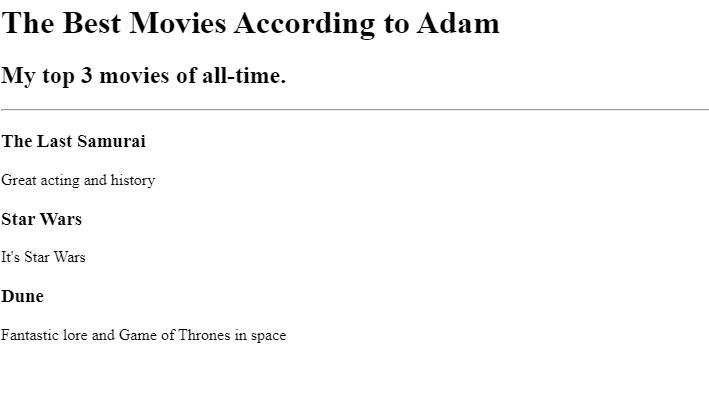 The Best Movies According to Adam
My top 3 movies of all-time.
The Last Samurai
Great acting and history
Star Wars
It's Star Wars
Dune
Fantastic lore and Game of Thrones in space